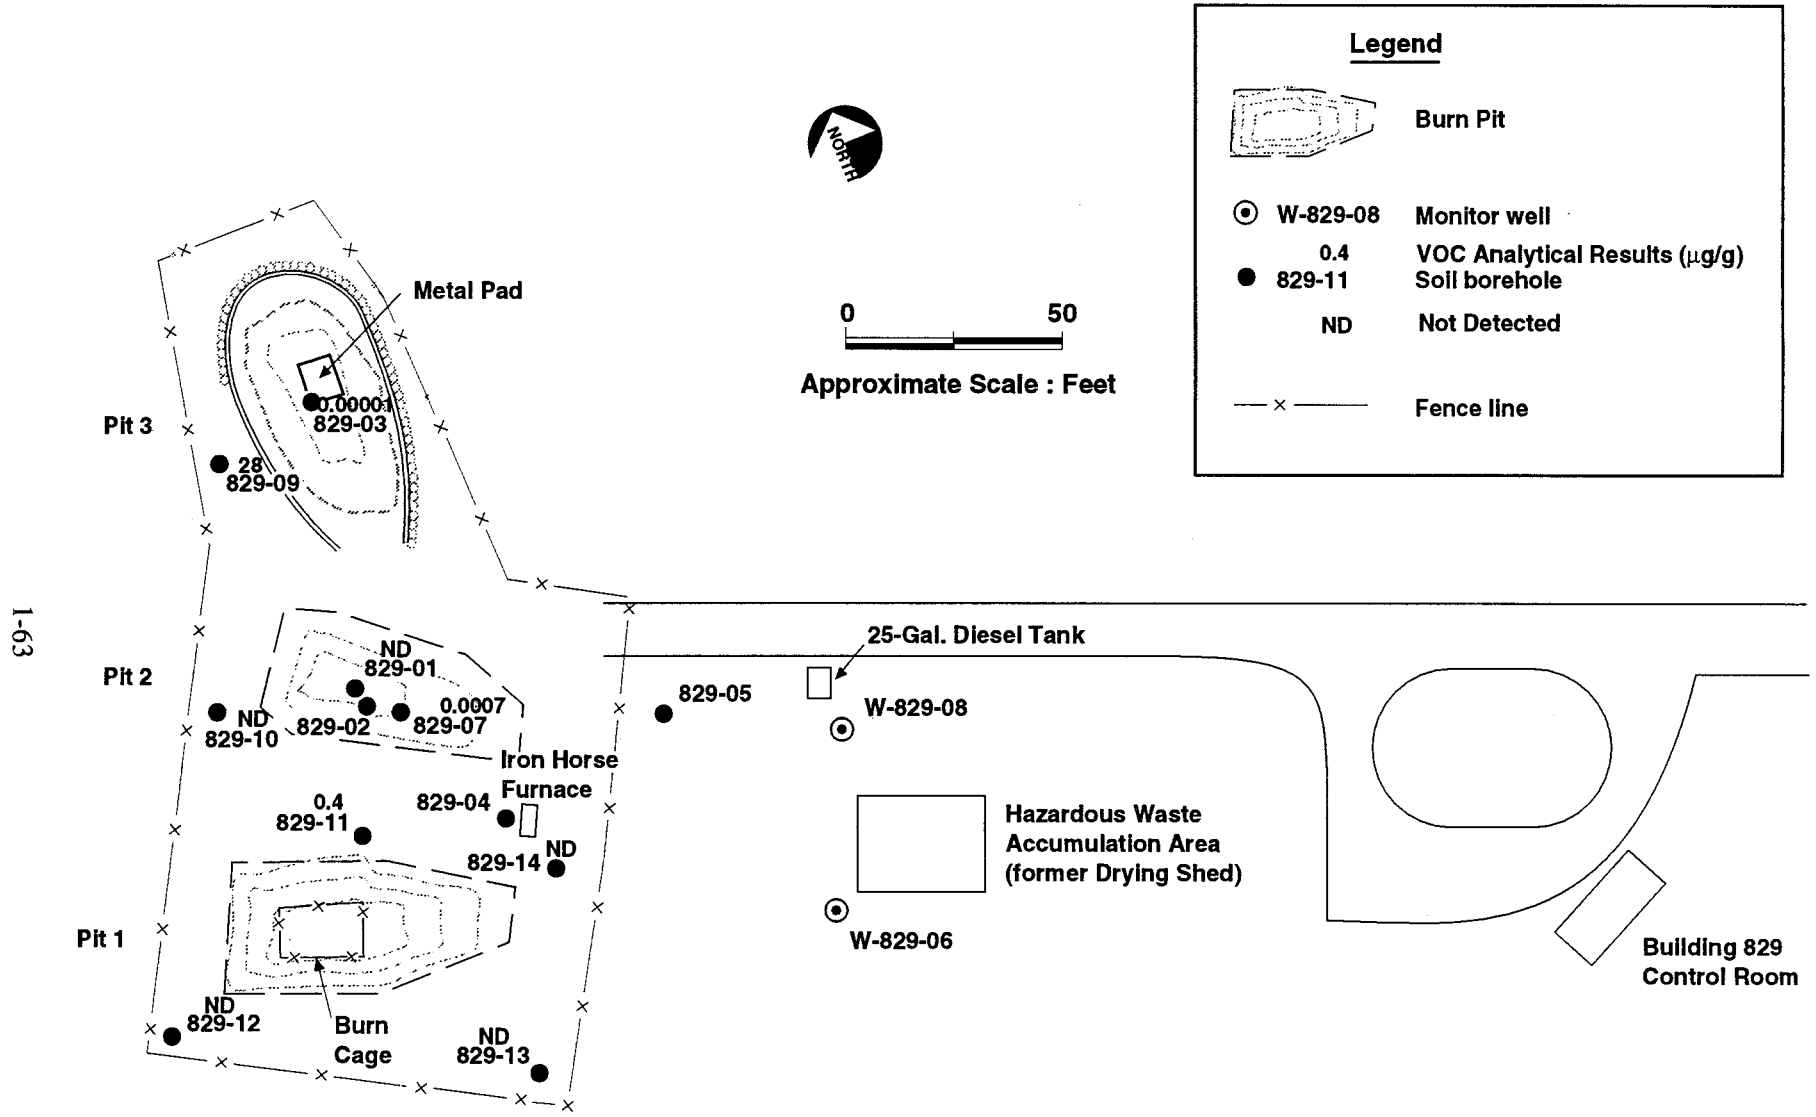 Legend
Burn Pit
W-829-08 Monitor well
0.4 VOC Analytical Results (µg/g)
829-11 Soil borehole
ND Not Detected
Fence line
NORTH
0 50
Approximate Scale : Feet
Metal Pad
0.00001
829-03
Pit 3
28
829-09
1-63
Pit 2
ND
829-01
0.0007
829-02
829-07
ND
829-10
829-05
25-Gal. Diesel Tank
W-829-08
Iron Horse
Furnace
0.4
829-11
829-04
ND
829-14
Hazardous Waste
Accumulation Area
(former Drying Shed)
W-829-06
Pit 1
Building 829
Control Room
ND
829-12
Burn
Cage
ND
829-13